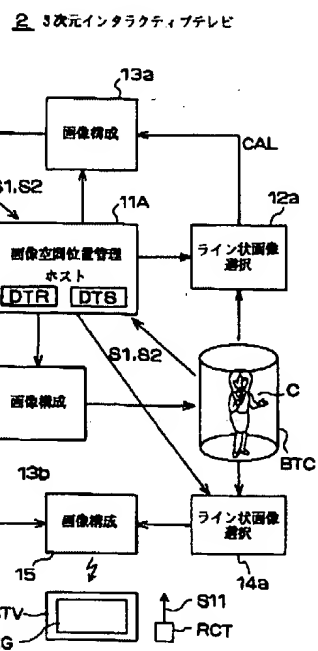 2 3次元インタラクティブテレビ
13a
画像構成
CAL
S1,S2
11A
12a
画像空間位置管理
ホスト
DTR DTS
ライン状画像
選択
S1,S2
画像構成
C
BTC
13b
画像構成
ライン状画像
選択
15
14a
TV
S11
G
RCT